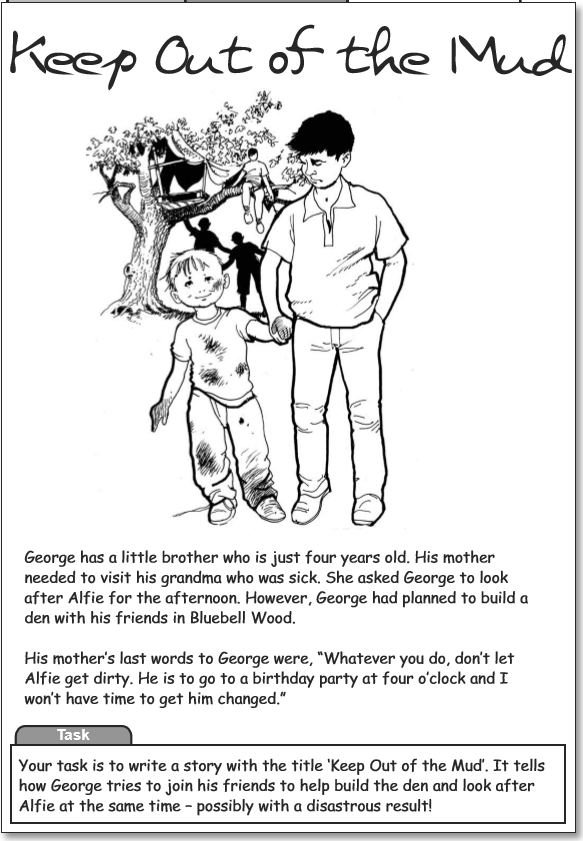 Keep Out of the Mud
George has a little brother who is just four years old. His mother
needed to visit his grandma who was sick. She asked George to look
after Alfie for the afternoon. However, George had planned to build a
den with his friends in Bluebell Wood.
His mother’s last words to George were, “Whatever you do, don’t let
Alfie get dirty. He is to go to a birthday party at four o’clock and I
won’t have time to get him changed.”
Task
Your task is to write a story with the title ‘Keep Out of the Mud’. It tells
how George tries to join his friends to help build the den and look after
Alfie at the same time – possibly with a disastrous result!